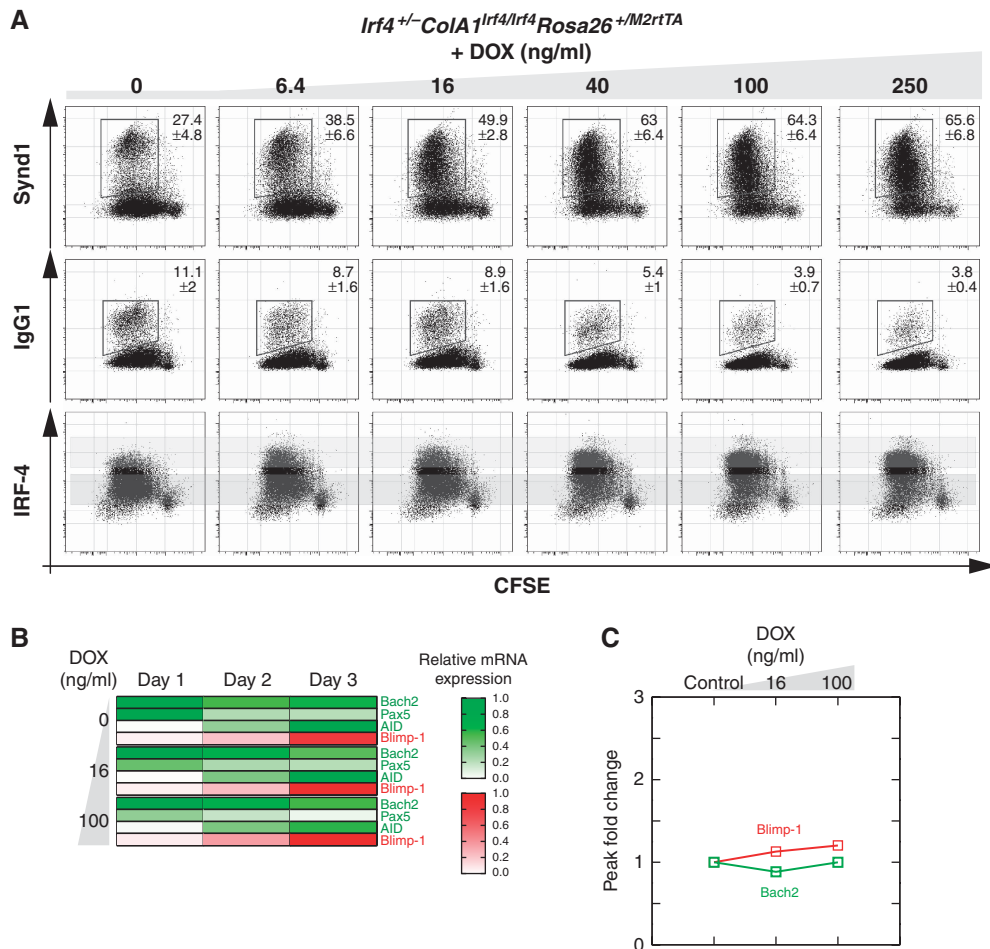 A
Irf4+/–ColA1Irf4/Irf4Rosa26+/M2rtTA
+ DOX (ng/ml)
0 6.4 16 40 100 250
Synd1
27.4 ±4.8
38.5 ±6.6
49.9 ±2.8
63 ±6.4
64.3 ±6.4
65.6 ±6.8
IgG1
11.1 ±2
8.7 ±1.6
8.9 ±1.6
5.4 ±1
3.9 ±0.7
3.8 ±0.4
IRF-4
CFSE
B
DOX
(ng/ml)
Day 1 Day 2 Day 3
0
Bach2
Pax5
AID
Blimp-1
16
Bach2
Pax5
AID
Blimp-1
100
Bach2
Pax5
AID
Blimp-1
Relative mRNA
expression
1.0
0.8
0.6
0.4
0.2
0.0
1.0
0.8
0.6
0.4
0.2
0.0
C
DOX
(ng/ml)
Control 16 100
Peak fold change
3
2
1
0
Blimp-1
Bach2